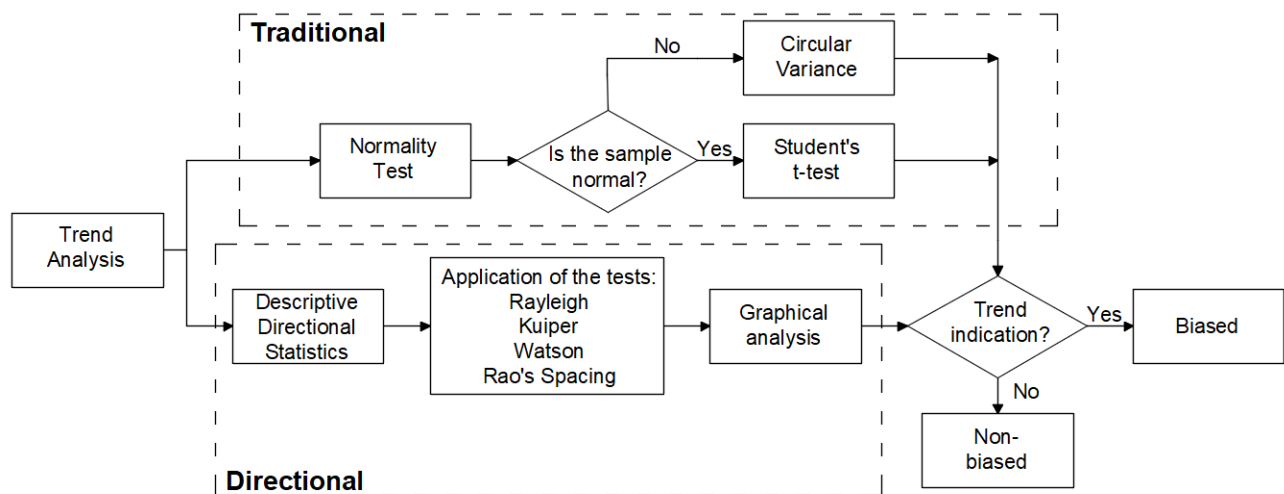 Traditional
No
Circular
Variance
Normality
Test
Is the sample
normal?
Yes
Student's
t-test
Trend
Analysis
Descriptive
Directional
Statistics
Application of the tests:
Rayleigh
Kuiper
Watson
Rao's Spacing
Graphical
analysis
Trend
indication?
Yes
Biased
No
Non-
biased
Directional